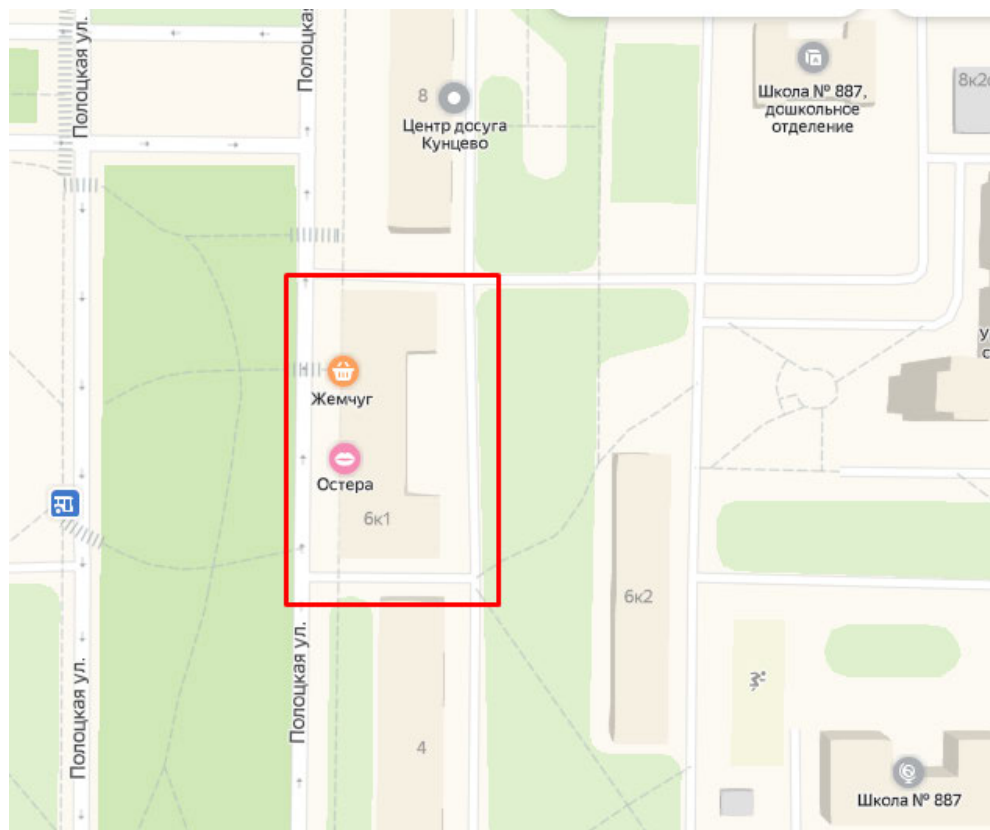 Полоцкая ул.
Полоцкая
8
Центр досуга
Кунцево
Школа № 887,
дошкольное
отделение
8к2с
Жемчуг
Остера
6к1
6к2
Полоцкая ул.
Полоцкая ул.
4
Школа № 887
У
с